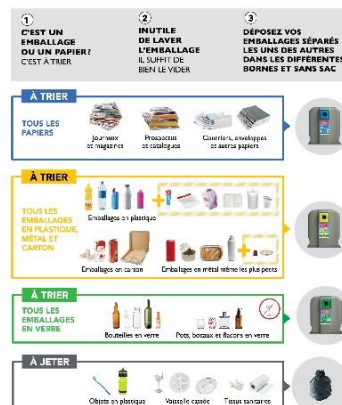 1
C'EST UN
EMBALLAGE
OU UN PAPIER?
C'EST À TRIER
2
INUTILE
DE LAVER
L'EMBALLAGE
IL SUFFIT DE
BIEN LE VIDER
3
DÉPOSEZ VOS
EMBALLAGES SÉPARÉS
LES UNS DES AUTRES
DANS LES DIFFÉRENTES
BORNES ET SANS SAC
À TRIER
TOUS LES
PAPIERS
Journaux
et magazines
Prospectus
et catalogues
Courriers, enveloppes
et autres papiers
À TRIER
TOUS LES
EMBALLAGES
EN PLASTIQUE,
MÉTAL ET
CARTON
Emballages en plastique
Emballages en carton
Emballages en métal même les plus petits
À TRIER
TOUS LES
EMBALLAGES
EN VERRE
Bouteilles en verre
Pots, bocaux et flacons en verre
À JETER
Objets en plastique
Vaisselle cassée
Tissus sanitaires